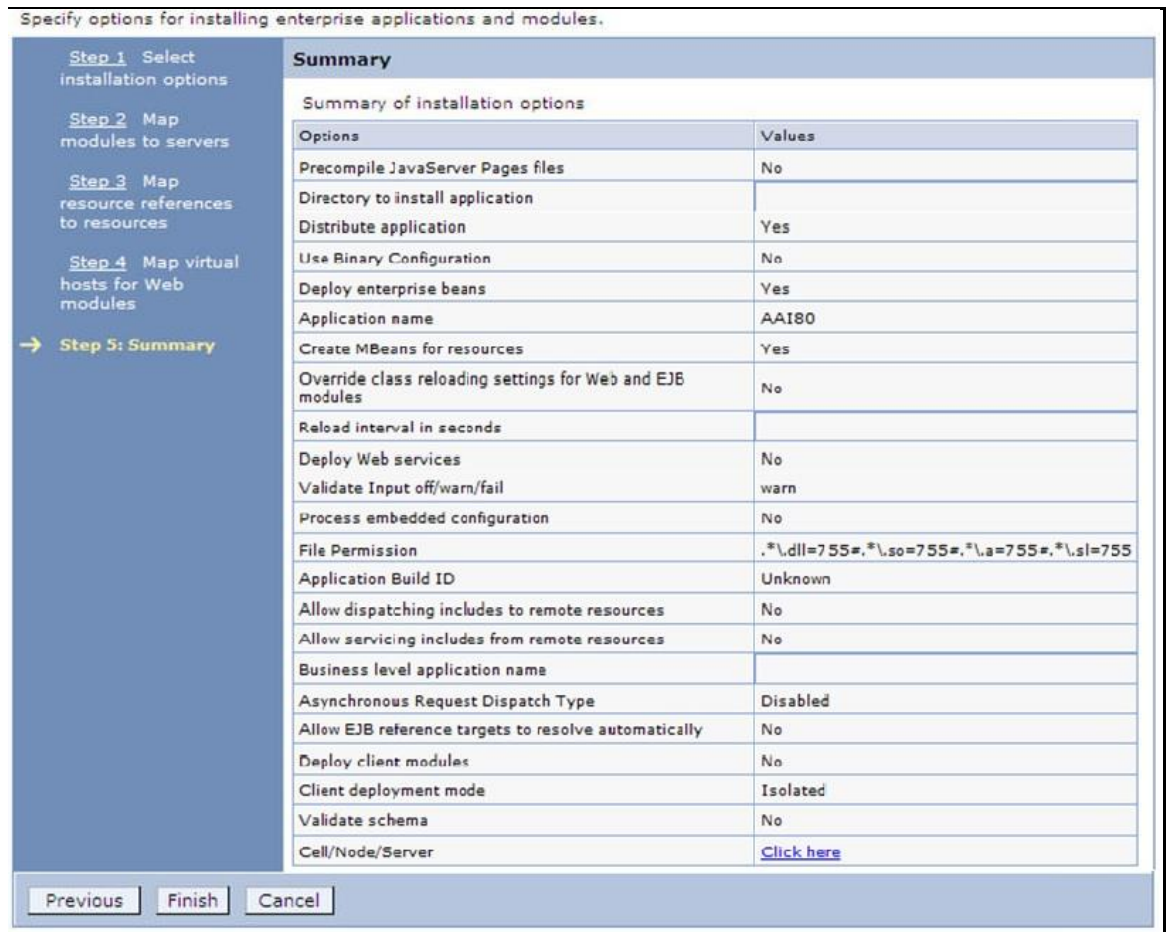 Specify options for installing enterprise applications and modules.
Step 1 Select
installation options
Step 2 Map
modules to servers
Step 3 Map
resource references
to resources
Step 4 Map virtual
hosts for Web
modules
→ Step 5: Summary
Summary
Summary of installation options
Options Values
Precompile JavaServer Pages files No
Directory to install application
Distribute application Yes
Use Binary Configuration No
Deploy enterprise beans Yes
Application name AAI80
Create MBeans for resources Yes
Override class reloading settings for Web and EJB
modules No
Reload interval in seconds
Deploy Web services No
Validate Input off/warn/fail warn
Process embedded configuration No
File Permission .*\.dll=755#.*\.so=755#.*\.a=755#.*\.sl=755
Application Build ID Unknown
Allow dispatching includes to remote resources No
Allow servicing includes from remote resources No
Business level application name
Asynchronous Request Dispatch Type Disabled
Allow EJB reference targets to resolve automatically No
Deploy client modules No
Client deployment mode Isolated
Validate schema No
Cell/Node/Server Click here
Previous Finish Cancel